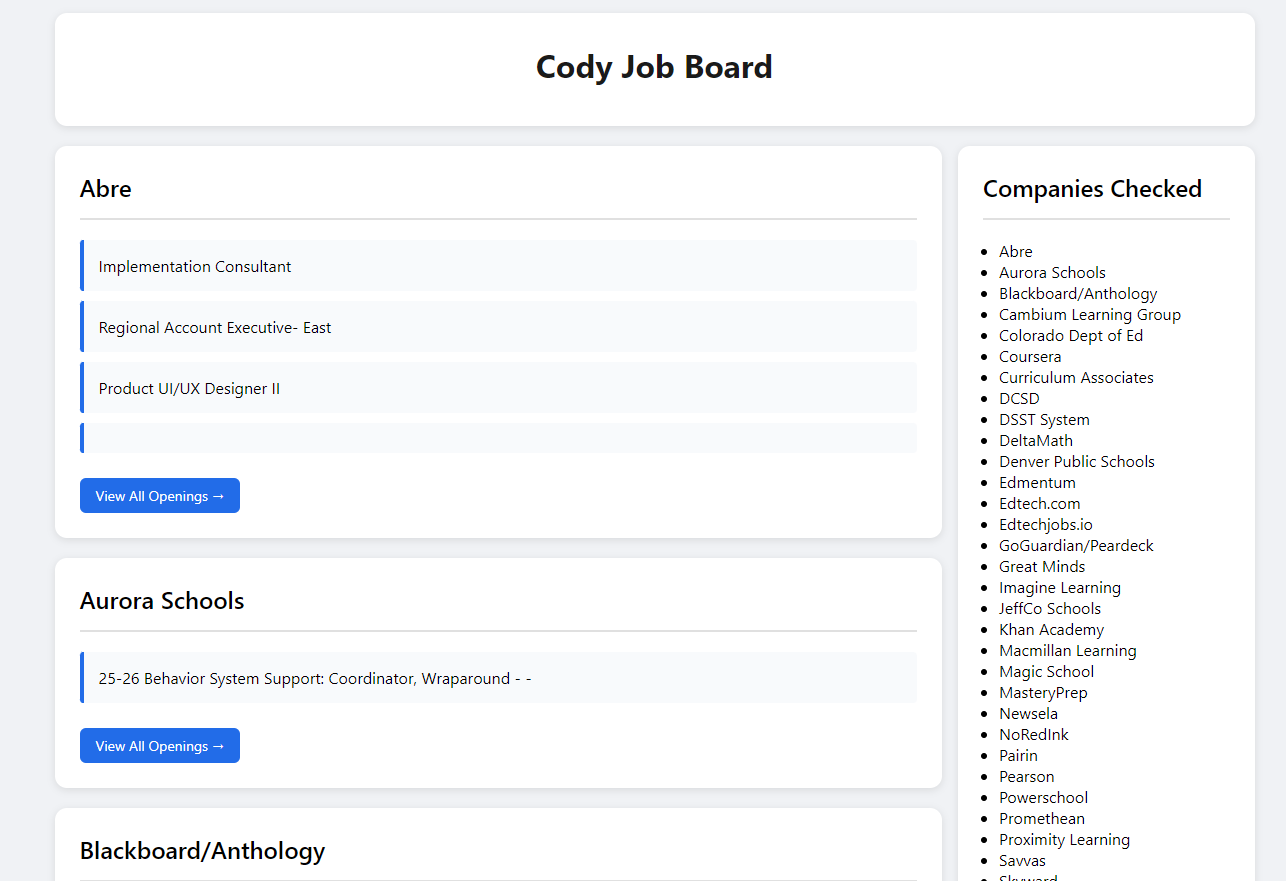 Cody Job Board
Abre
Implementation Consultant
Regional Account Executive- East
Product UI/UX Designer II
View All Openings →
Aurora Schools
25-26 Behavior System Support: Coordinator, Wraparound - -
View All Openings →
Blackboard/Anthology
Companies Checked
Abre
Aurora Schools
Blackboard/Anthology
Cambium Learning Group
Colorado Dept of Ed
Coursera
Curriculum Associates
DCSD
DSST System
DeltaMath
Denver Public Schools
Edmentum
Edtech.com
Edtechjobs.io
GoGuardian/Peardeck
Great Minds
Imagine Learning
JeffCo Schools
Khan Academy
Macmillan Learning
Magic School
MasteryPrep
Newsela
NoRedInk
Pairin
Pearson
Powerschool
Promethean
Proximity Learning
Savvas
Skyward